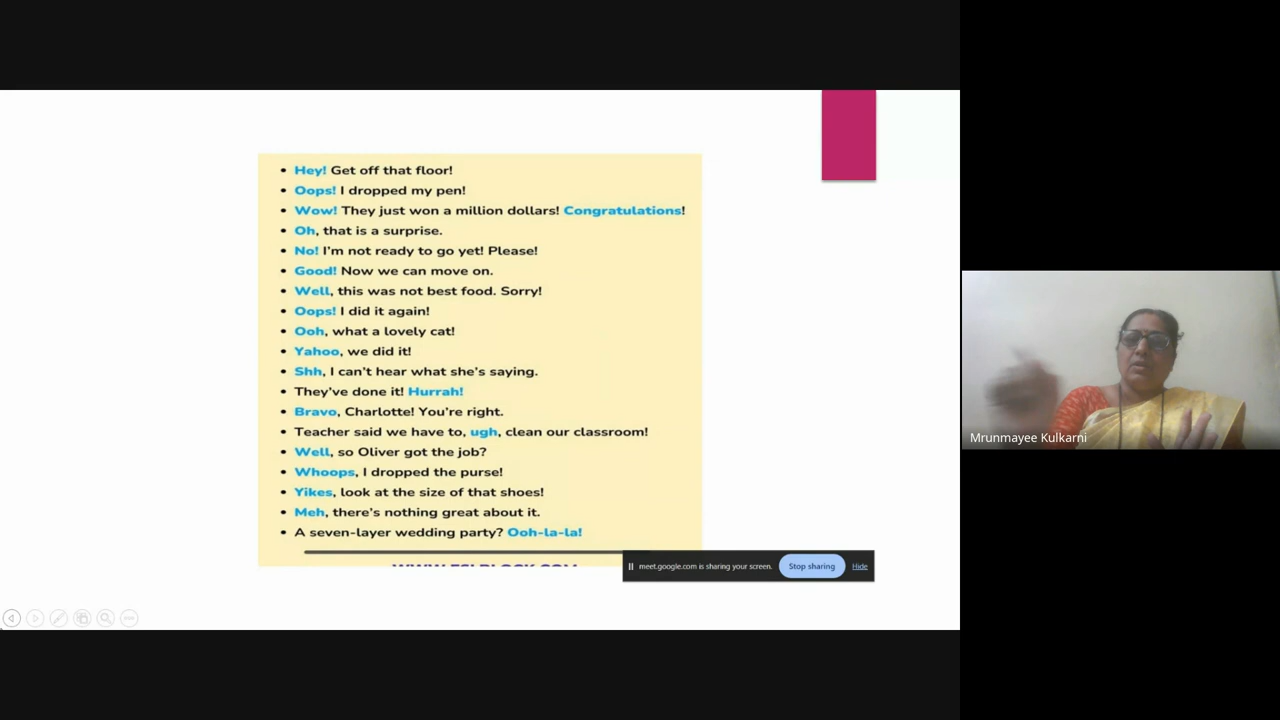 • Hey! Get off that floor!
• Oops! I dropped my pen!
• Wow! They just won a million dollars! Congratulations!
• Oh, that is a surprise.
• No! I'm not ready to go yet! Please!
• Good! Now we can move on.
• Well, this was not best food. Sorry!
• Oops! I did it again!
• Ooh, what a lovely cat!
• Yahoo, we did it!
• Shh, I can't hear what she's saying.
• They've done it! Hurrah!
• Bravo, Charlotte! You're right.
• Teacher said we have to, ugh, clean our classroom!
• Well, so Oliver got the job?
• Whoops, I dropped the purse!
• Yikes, look at the size of that shoes!
• Meh, there's nothing great about it.
• A seven-layer wedding party? Ooh-la-la!
meet.google.com is sharing your screen. Stop sharing Hide
Mrunmayee Kulkarni